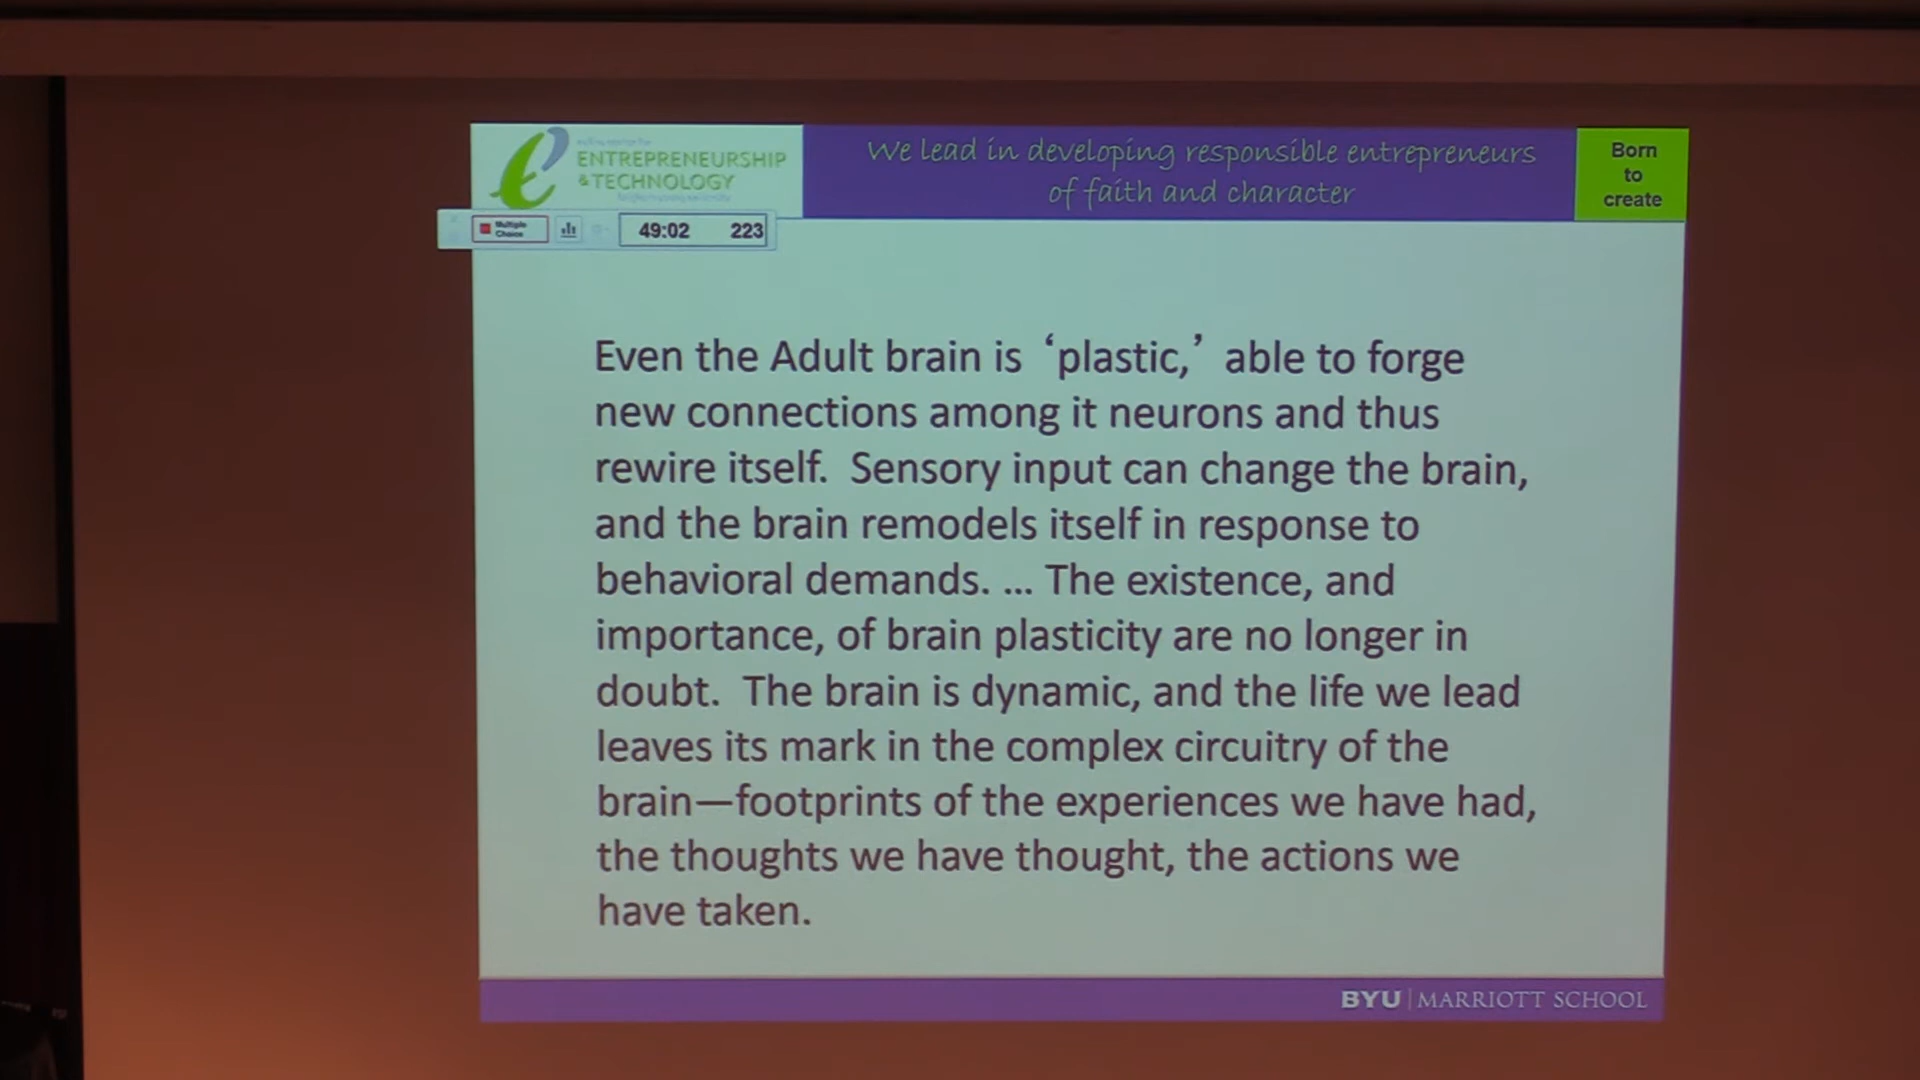 ENTREPRENEURSHIP
& TECHNOLOGY
We lead in developing responsible entrepreneurs
of faith and character
Born
to
create
Multiple
Choice
49:02 223
Even the Adult brain is ‘plastic,’ able to forge
new connections among it neurons and thus
rewire itself. Sensory input can change the brain,
and the brain remodels itself in response to
behavioral demands. ... The existence, and
importance, of brain plasticity are no longer in
doubt. The brain is dynamic, and the life we lead
leaves its mark in the complex circuitry of the
brain—footprints of the experiences we have had,
the thoughts we have thought, the actions we
have taken.
BYU | MARRIOTT SCHOOL